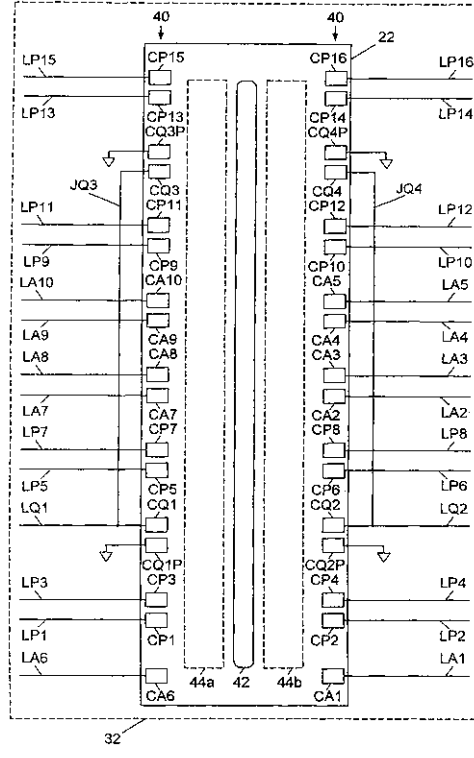 40 40
22
CP15 CP16
LP15 LP16
LP13 CP13 CP14 LP14
CQ3P CQ4P
JQ3 CQ3 CQ4 JQ4
LP11 CP11 CP12 LP12
LP9 CP9 CP10 LP10
LA10 CA10 CA5 LA5
LA9 CA9 CA4 LA4
LA8 CA8 CA3 LA3
LA7 CA7 CA2 LA2
LP7 CP7 CP8 LP8
LP5 CP5 CP6 LP6
LQ1 CQ1 CQ2 LQ2
CQ1P CQ2P
LP3 CP3 CP4 LP4
LP1 CP1 CP2 LP2
LA6 LA1
CA6 44a 42 44b CA1
32